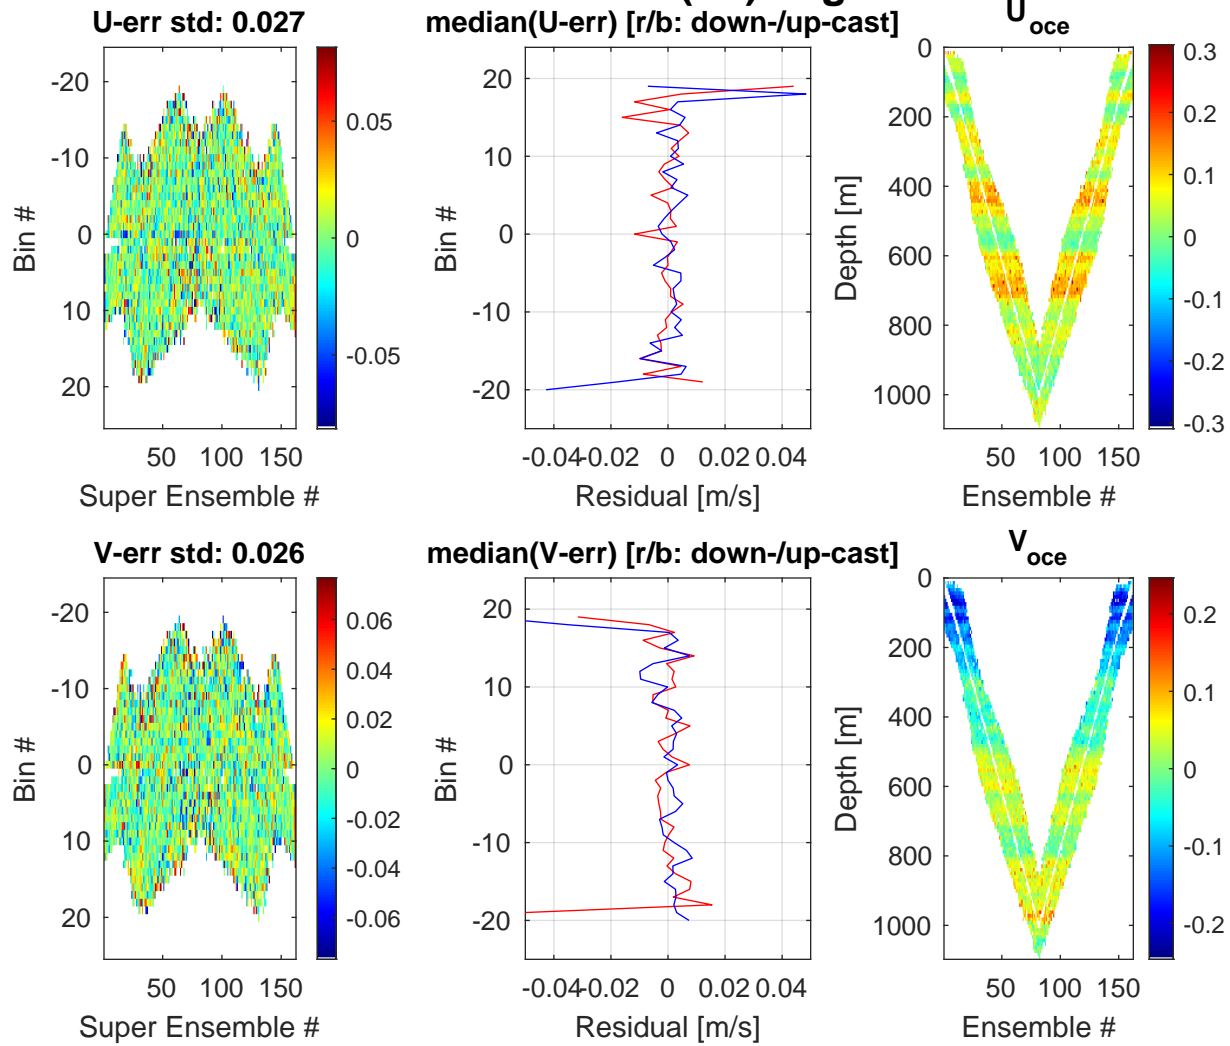 U-err std: 0.027
-20
-10
0
10
20
Bin #
50 100 150
Super Ensemble #
0.05
0
-0.05
median(U-err) [r/b: down-/up-cast]
20
10
0
-10
-20
Bin #
-0.04 -0.02 0 0.02 0.04
Residual [m/s]
U_oce
0
200
400
600
800
1000
Depth [m]
50 100 150
Ensemble #
0.3
0.2
0.1
0
-0.1
-0.2
-0.3
V-err std: 0.026
-20
-10
0
10
20
Bin #
50 100 150
Super Ensemble #
0.06
0.04
0.02
0
-0.02
-0.04
-0.06
median(V-err) [r/b: down-/up-cast]
20
10
0
-10
-20
Bin #
-0.04 -0.02 0 0.02 0.04
Residual [m/s]
V_oce
0
200
400
600
800
1000
Depth [m]
50 100 150
Ensemble #
0.2
0.1
0
-0.1
-0.2